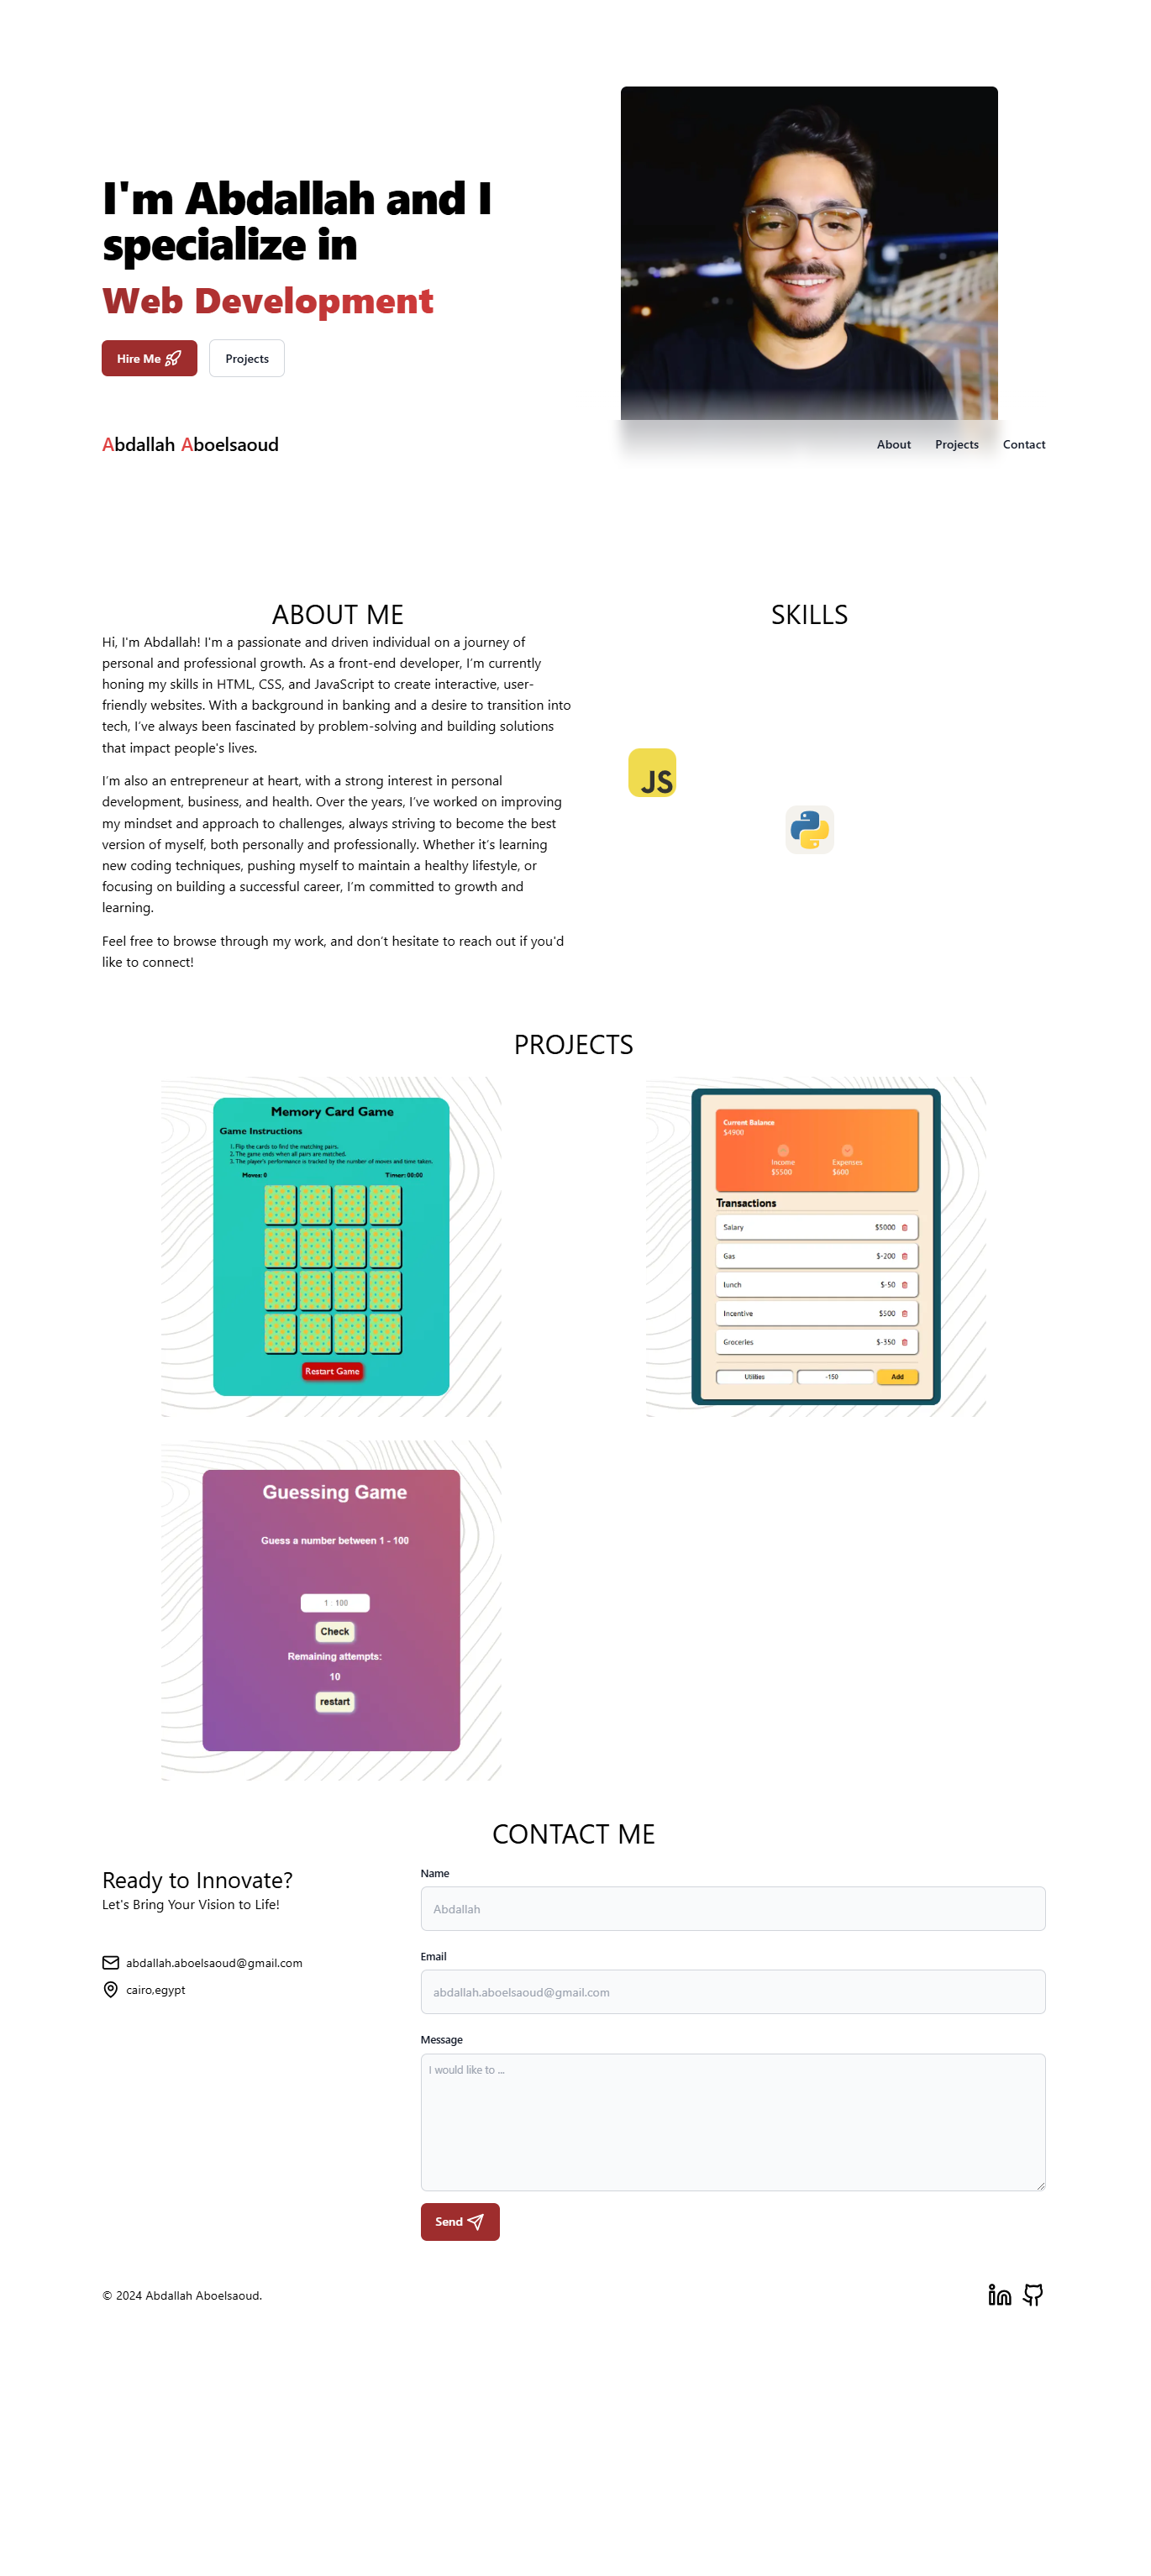 I'm Abdallah and I
specialize in
Web Development
Hire Me
Projects
Abdallah Aboelsaoud
About
Projects
Contact
ABOUT ME
Hi, I'm Abdallah! I'm a passionate and driven individual on a journey of
personal and professional growth. As a front-end developer, I’m currently
honing my skills in HTML, CSS, and JavaScript to create interactive, user-
friendly websites. With a background in banking and a desire to transition into
tech, I’ve always been fascinated by problem-solving and building solutions
that impact people's lives.
I’m also an entrepreneur at heart, with a strong interest in personal
development, business, and health. Over the years, I’ve worked on improving
my mindset and approach to challenges, always striving to become the best
version of myself, both personally and professionally. Whether it’s learning
new coding techniques, pushing myself to maintain a healthy lifestyle, or
focusing on building a successful career, I’m committed to growth and
learning.
Feel free to browse through my work, and don’t hesitate to reach out if you'd
like to connect!
SKILLS
JS
PROJECTS
Memory Card Game
Game Instructions
1. Flip the cards to find the matching pairs.
2. The game ends when all pairs are matched.
3. The player's performance is tracked by the number of moves and time taken.
Moves: 0
Timer: 00:00
Restart Game
Current Balance
$4900
Income
$5500
Expenses
$600
Transactions
Salary $5000
Gas $-200
lunch $-50
Incentive $500
Groceries $-350
Utilities
-150
Add
Guessing Game
Guess a number between 1 - 100
1 : 100
Check
Remaining attempts:
10
restart
CONTACT ME
Ready to Innovate?
Let's Bring Your Vision to Life!
abdallah.aboelsaoud@gmail.com
cairo,egypt
Name
Abdallah
Email
abdallah.aboelsaoud@gmail.com
Message
I would like to ...
Send
© 2024 Abdallah Aboelsaoud.
in